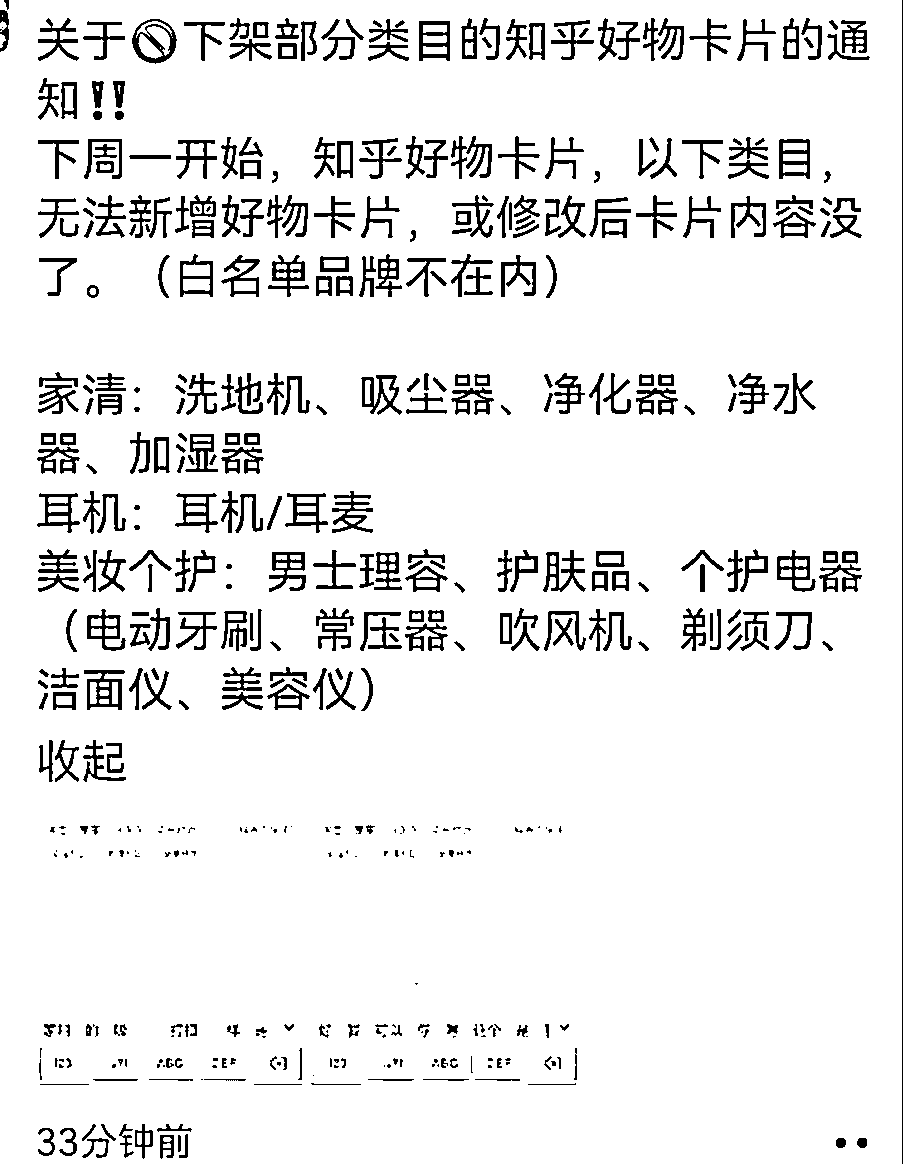 关于🚫下架部分类目的知乎好物卡片的通
知‼️
下周一开始，知乎好物卡片，以下类目，
无法新增好物卡片，或修改后卡片内容没
了。（白名单品牌不在内）
家清：洗地机、吸尘器、净化器、净水
器、加湿器
耳机：耳机/耳麦
美妆个护：男士理容、护肤品、个护电器
（电动牙刷、常压器、吹风机、剃须刀、
洁面仪、美容仪）
收起
123 ABC DEF 123 ABC DEF
33分钟前